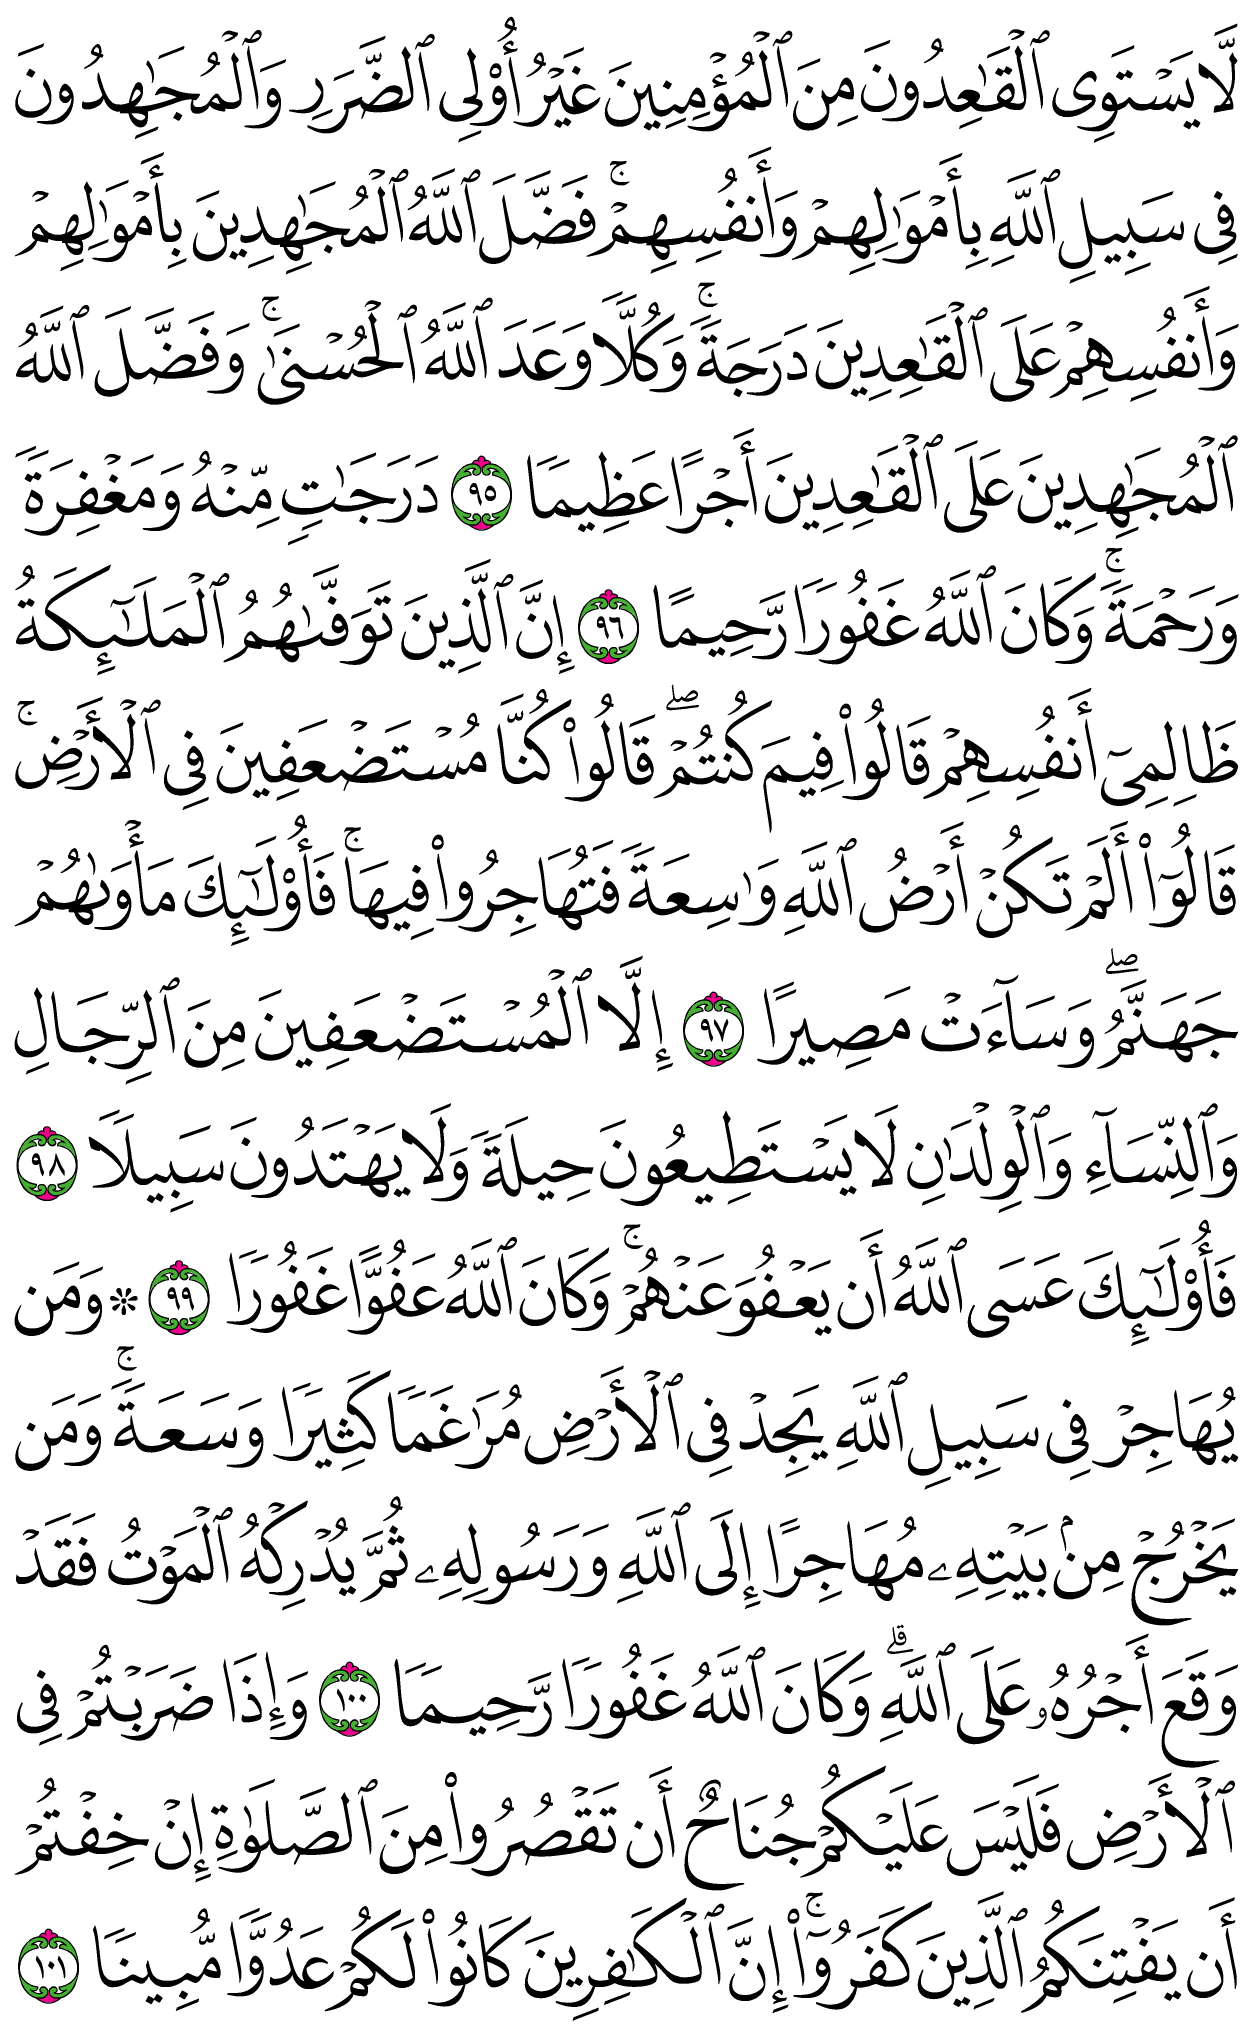 لَّا يَسْتَوِى ٱلْقَٰعِدُونَ مِنَ ٱلْمُؤْمِنِينَ غَيْرُ أُو۟لِى ٱلضَّرَرِ وَٱلْمُجَٰهِدُونَ
فِى سَبِيلِ ٱللَّهِ بِأَمْوَٰلِهِمْ وَأَنفُسِهِمْ ۚ فَضَّلَ ٱللَّهُ ٱلْمُجَٰهِدِينَ بِأَمْوَٰلِهِمْ
وَأَنفُسِهِمْ عَلَى ٱلْقَٰعِدِينَ دَرَجَةً ۚ وَكُلًّا وَعَدَ ٱللَّهُ ٱلْحُسْنَىٰ ۚ وَفَضَّلَ ٱللَّهُ
ٱلْمُجَٰهِدِينَ عَلَى ٱلْقَٰعِدِينَ أَجْرًا عَظِيمًا ٩٥ دَرَجَٰتٍ مِّنْهُ وَمَغْفِرَةً
وَرَحْمَةً ۚ وَكَانَ ٱللَّهُ غَفُورًا رَّحِيمًا ٩٦ إِنَّ ٱلَّذِينَ تَوَفَّىٰهُمُ ٱلْمَلَٰٓئِكَةُ
ظَالِمِىٓ أَنفُسِهِمْ قَالُوا۟ فِيمَ كُنتُمْ ۖ قَالُوا۟ كُنَّا مُسْتَضْعَفِينَ فِى ٱلْأَرْضِ ۚ
قَالُوٓا۟ أَلَمْ تَكُنْ أَرْضُ ٱللَّهِ وَٰسِعَةً فَتُهَاجِرُوا۟ فِيهَا ۚ فَأُو۟لَٰٓئِكَ مَأْوَىٰهُمْ
جَهَنَّمُ ۖ وَسَآءَتْ مَصِيرًا ٩٧ إِلَّا ٱلْمُسْتَضْعَفِينَ مِنَ ٱلرِّجَالِ
وَٱلنِّسَآءِ وَٱلْوِلْدَٰنِ لَا يَسْتَطِيعُونَ حِيلَةً وَلَا يَهْتَدُونَ سَبِيلًا ٩٨
فَأُو۟لَٰٓئِكَ عَسَى ٱللَّهُ أَن يَعْفُوَ عَنْهُمْ ۚ وَكَانَ ٱللَّهُ عَفُوًّا غَفُورًا ٩٩ ۞ وَمَن
يُهَاجِرْ فِى سَبِيلِ ٱللَّهِ يَجِدْ فِى ٱلْأَرْضِ مُرَٰغَمًا كَثِيرًا وَسَعَةً ۚ وَمَن
يَخْرُجْ مِنۢ بَيْتِهِۦ مُهَاجِرًا إِلَى ٱللَّهِ وَرَسُولِهِۦ ثُمَّ يُدْرِكْهُ ٱلْمَوْتُ فَقَدْ
وَقَعَ أَجْرُهُۥ عَلَى ٱللَّهِ ۗ وَكَانَ ٱللَّهُ غَفُورًا رَّحِيمًا ١٠٠ وَإِذَا ضَرَبْتُمْ فِى
ٱلْأَرْضِ فَلَيْسَ عَلَيْكُمْ جُنَاحٌ أَن تَقْصُرُوا۟ مِنَ ٱلصَّلَوٰةِ إِنْ خِفْتُمْ
أَن يَفْتِنَكُمُ ٱلَّذِينَ كَفَرُوٓا۟ ۚ إِنَّ ٱلْكَٰفِرِينَ كَانُوا۟ لَكُمْ عَدُوًّا مُّبِينًا ١٠١